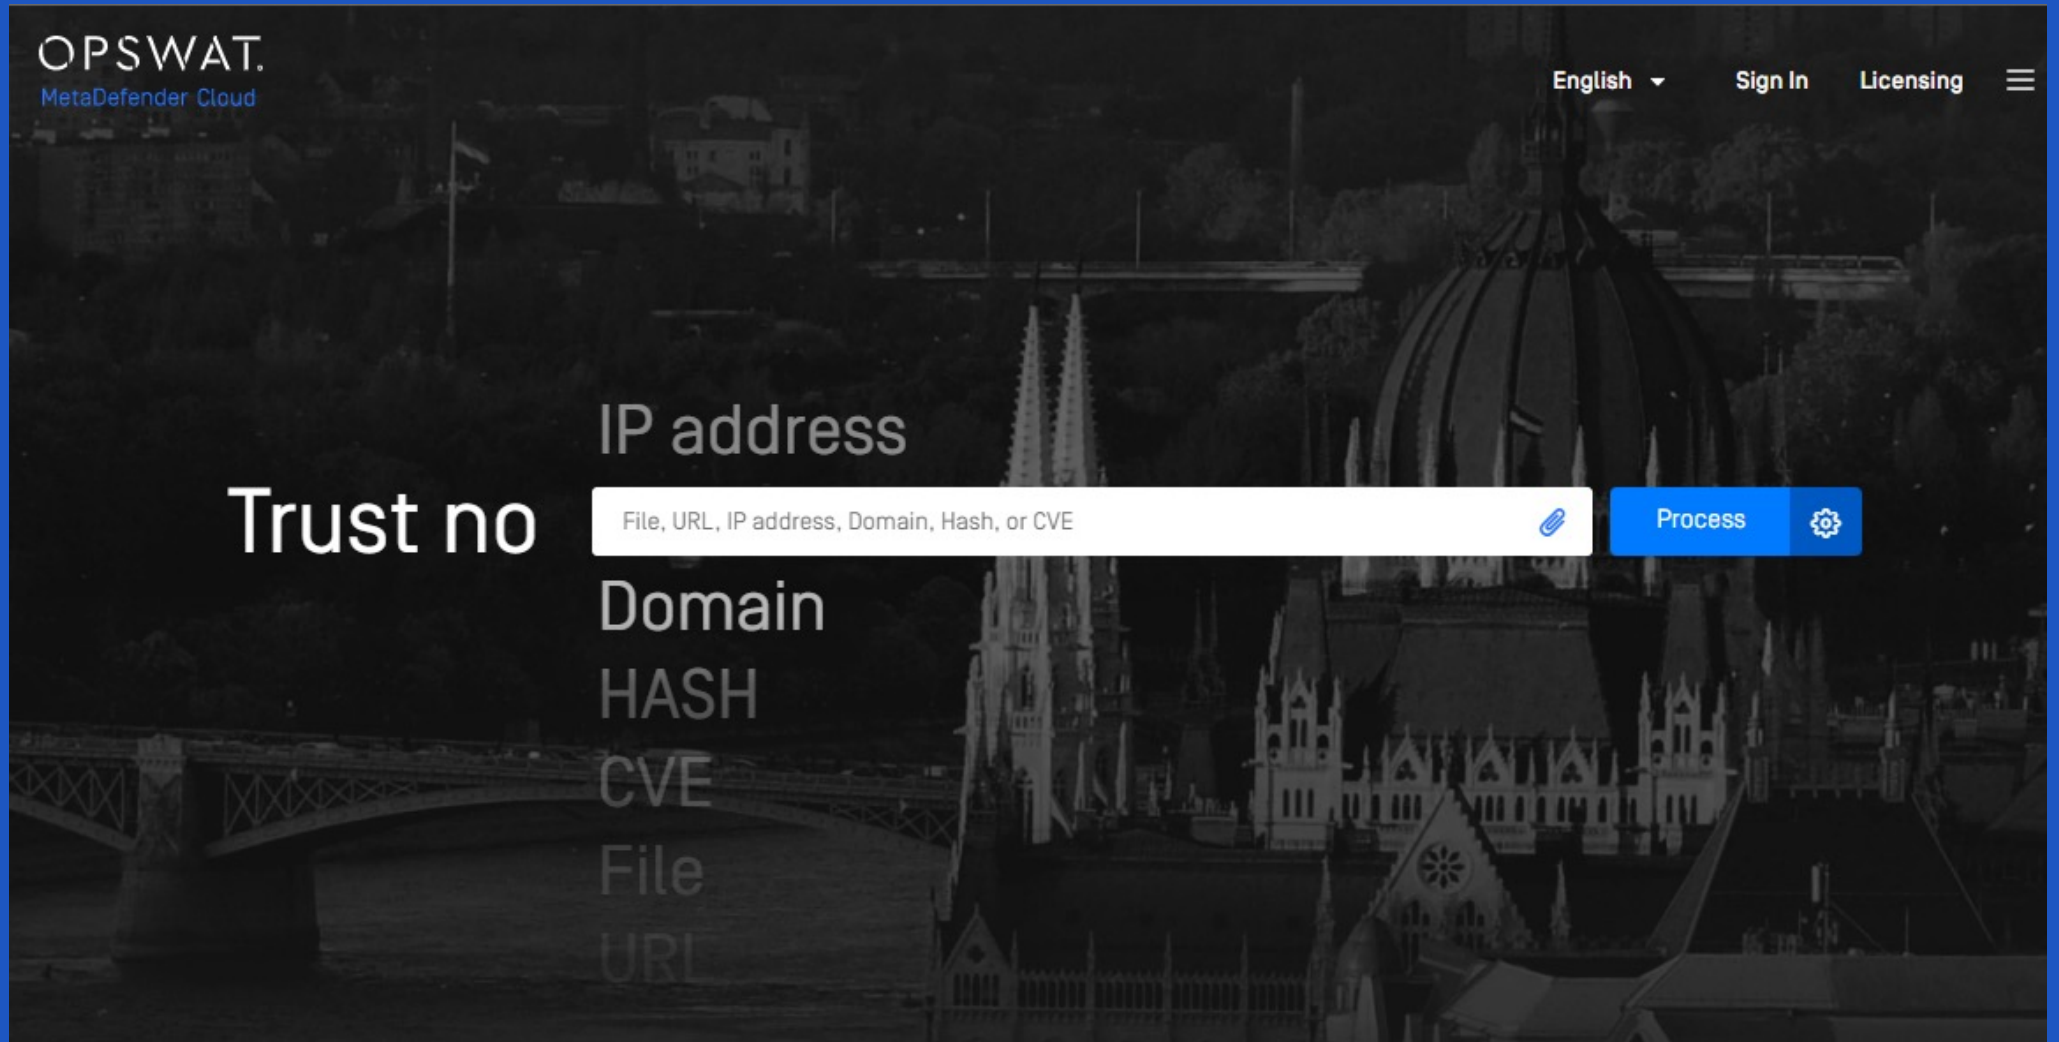 OPSWAT.
MetaDefender Cloud
English
Sign In
Licensing
IP address
Trust no
File, URL, IP address, Domain, Hash, or CVE
Process
Domain
HASH
CVE
File
URL